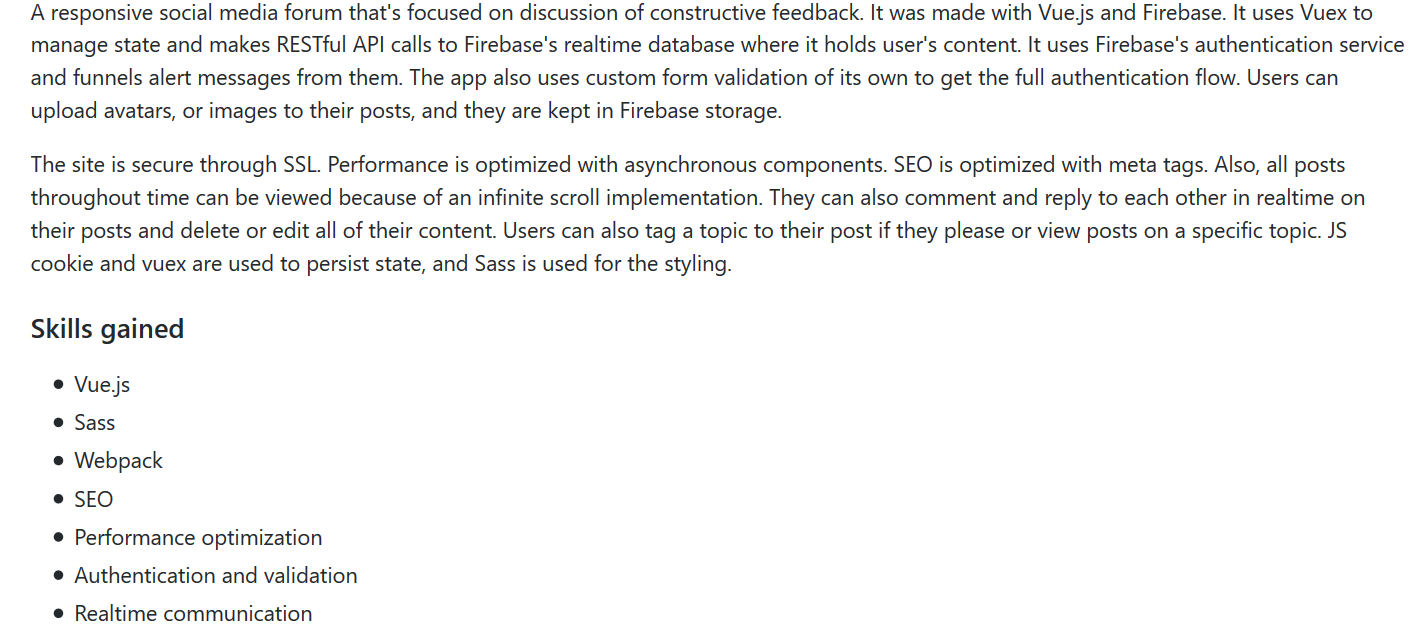 A responsive social media forum that's focused on discussion of constructive feedback. It was made with Vue.js and Firebase. It uses Vuex to
manage state and makes RESTful API calls to Firebase's realtime database where it holds user's content. It uses Firebase's authentication service
and funnels alert messages from them. The app also uses custom form validation of its own to get the full authentication flow. Users can
upload avatars, or images to their posts, and they are kept in Firebase storage.
The site is secure through SSL. Performance is optimized with asynchronous components. SEO is optimized with meta tags. Also, all posts
throughout time can be viewed because of an infinite scroll implementation. They can also comment and reply to each other in realtime on
their posts and delete or edit all of their content. Users can also tag a topic to their post if they please or view posts on a specific topic. JS
cookie and vuex are used to persist state, and Sass is used for the styling.
Skills gained
• Vue.js
• Sass
• Webpack
• SEO
• Performance optimization
• Authentication and validation
• Realtime communication